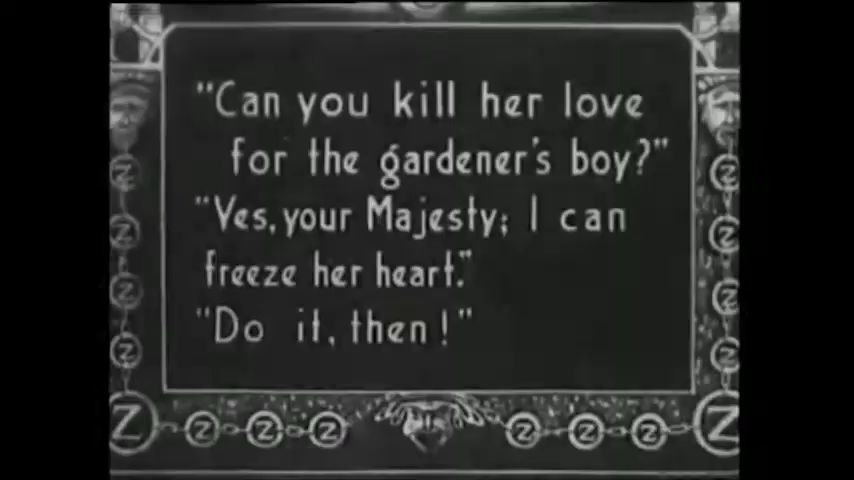 "Can you kill her love
for the gardener's boy?"
"Yes, your Majesty; I can
freeze her heart."
"Do it, then!"
Z
Z
Z
Z
Z
Z
Z
Z
Z Z Z Z Z Z Z Z